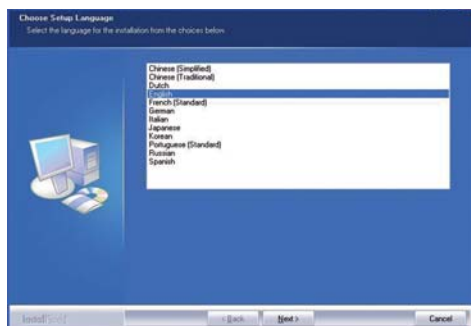 Choose Setup Language
Select the language for the installation from the choices below.
Chinese (Simplified)
Chinese (Traditional)
Dutch
English
French (Standard)
German
Italian
Japanese
Korean
Portuguese (Standard)
Russian
Spanish
InstallShield
< Back
Next >
Cancel